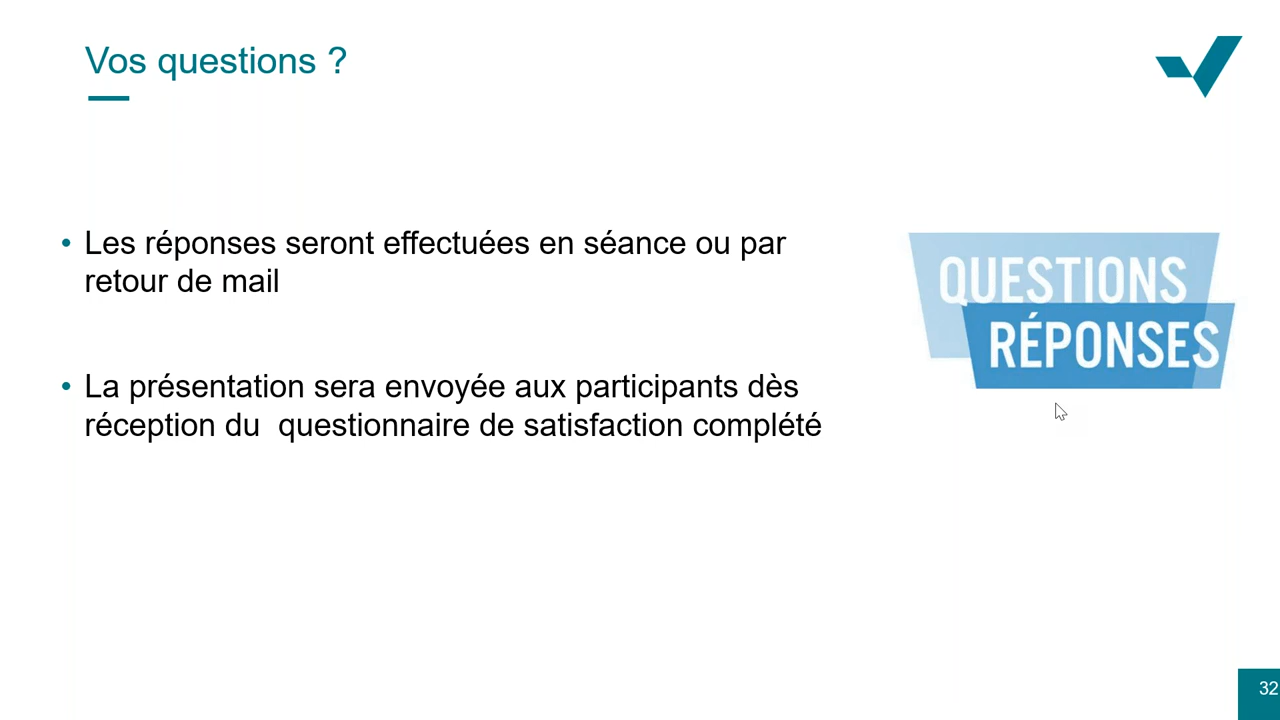 Vos questions ?
Les réponses seront effectuées en séance ou par
retour de mail
La présentation sera envoyée aux participants dès
réception du  questionnaire de satisfaction complété
QUESTIONS
RÉPONSES
32